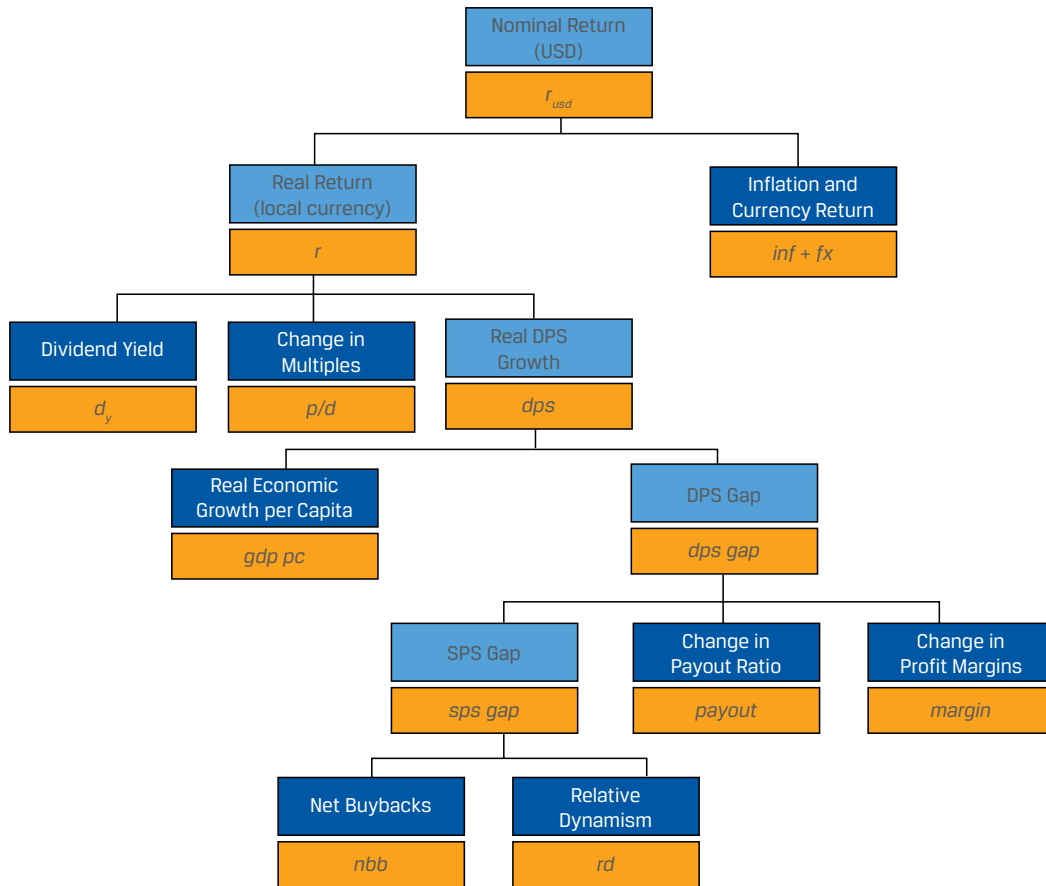 Nominal Return
(USD)
r_usd
Real Return
(local currency)
r
Inflation and
Currency Return
inf + fx
Dividend Yield
d_y
Change in
Multiples
p/d
Real DPS
Growth
dps
Real Economic
Growth per Capita
gdp pc
DPS Gap
dps gap
SPS Gap
sps gap
Change in
Payout Ratio
payout
Change in
Profit Margins
margin
Net Buybacks
nbb
Relative
Dynamism
rd